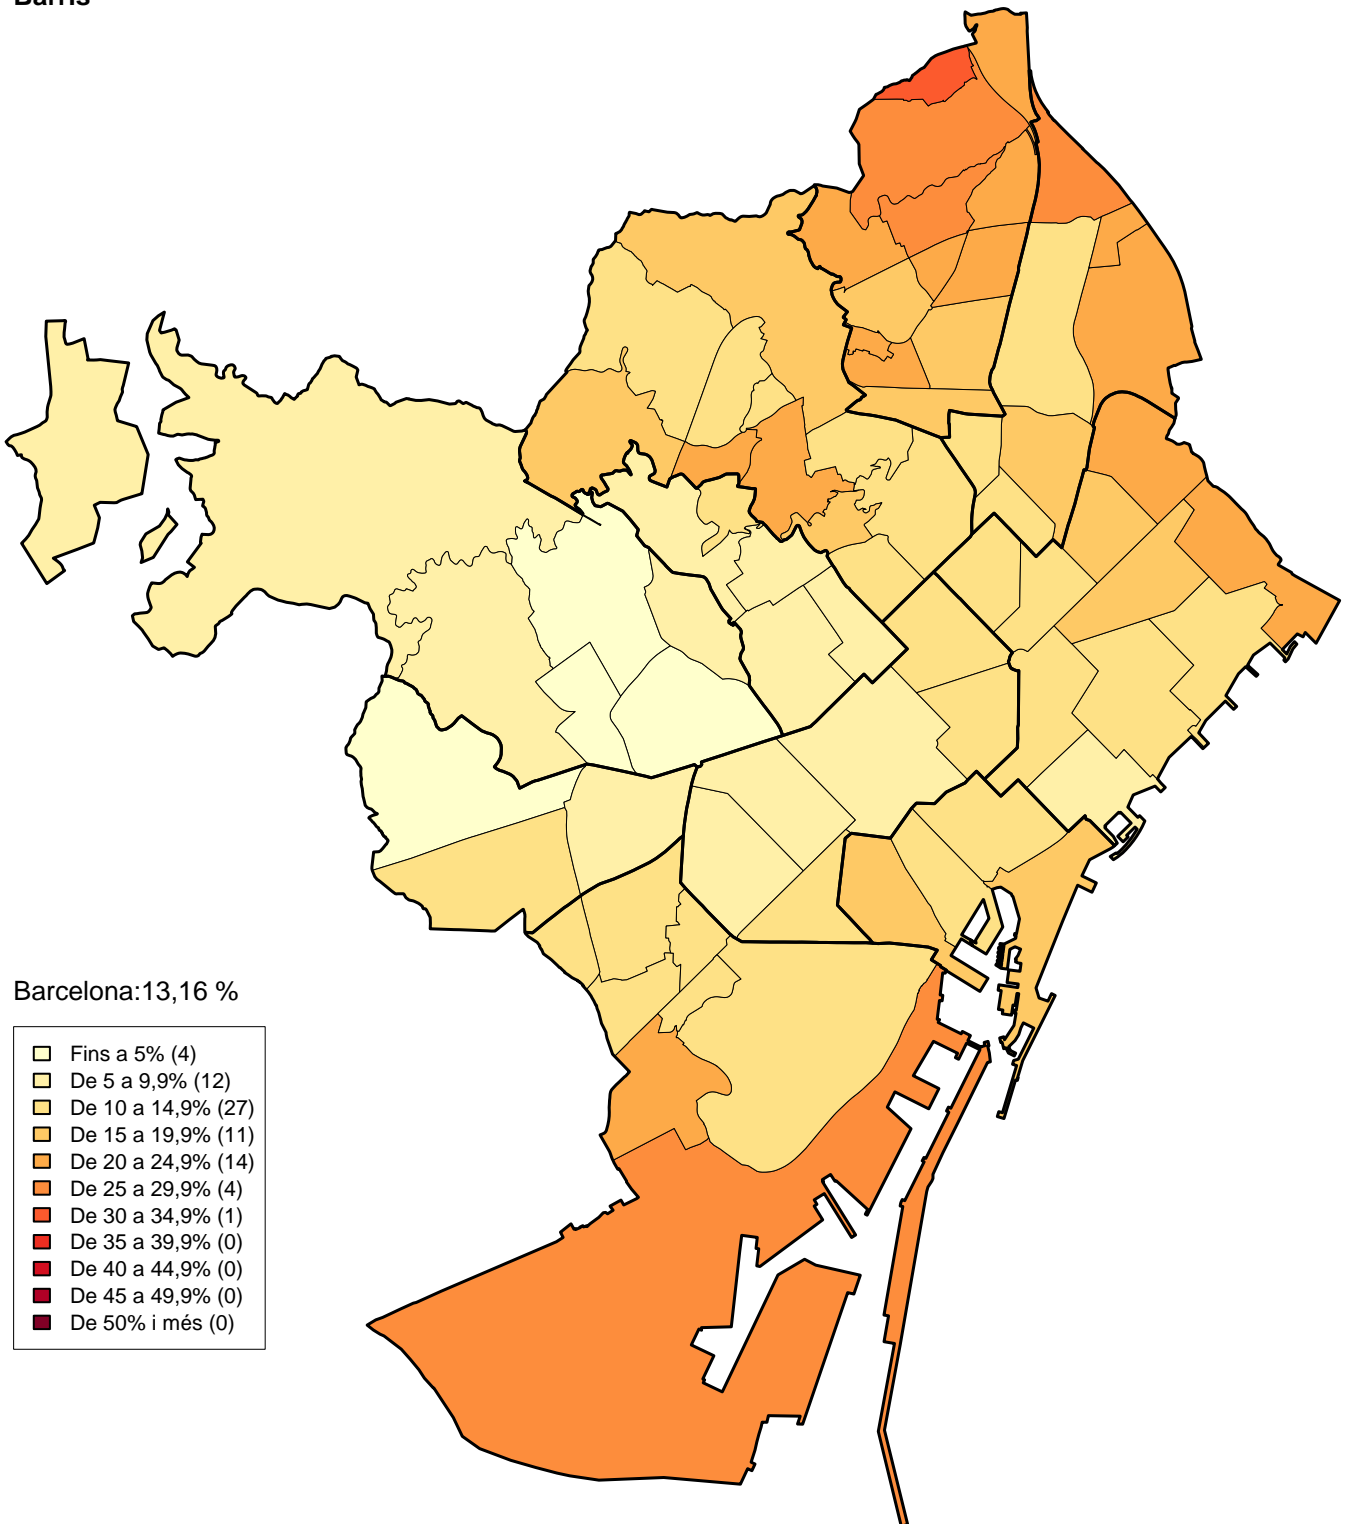 Barris
Barcelona:13,16 %
Fins a 5% (4)
De 5 a 9,9% (12)
De 10 a 14,9% (27)
De 15 a 19,9% (11)
De 20 a 24,9% (14)
De 25 a 29,9% (4)
De 30 a 34,9% (1)
De 35 a 39,9% (0)
De 40 a 44,9% (0)
De 45 a 49,9% (0)
De 50% i més (0)